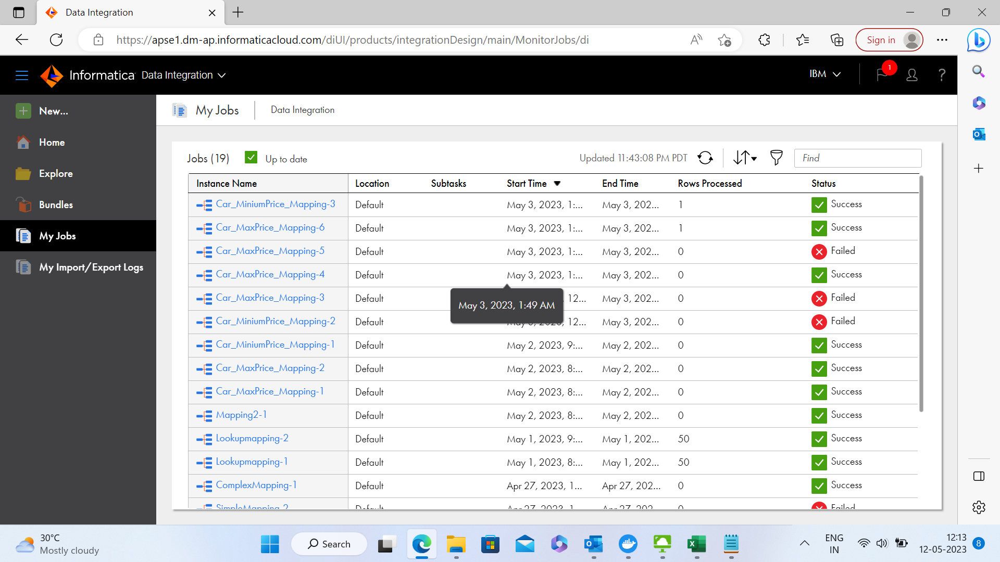 Data Integration
https://apse1.dm-ap.informaticacloud.com/diUI/products/integrationDesign/main/MonitorJobs/di
Sign in
Informatica Data Integration
IBM
1
?
New...
Home
Explore
Bundles
My Jobs
My Import/Export Logs
My Jobs
Data Integration
Jobs (19) Up to date
Updated 11:43:08 PM PDT
Find
Instance Name Location Subtasks Start Time End Time Rows Processed Status
Car_MiniumPrice_Mapping-3 Default May 3, 2023, 1:... May 3, 202... 1 Success
Car_MaxPrice_Mapping-6 Default May 3, 2023, 1:... May 3, 202... 1 Success
Car_MaxPrice_Mapping-5 Default May 3, 2023, 1:... May 3, 202... 0 Failed
Car_MaxPrice_Mapping-4 Default May 3, 2023, 1:... May 3, 202... 0 Success
Car_MaxPrice_Mapping-3 Default 12... May 3, 202... 0 Failed
May 3, 2023, 1:49 AM
Car_MiniumPrice_Mapping-2 Default May 3, 2023, 12... May 3, 202... 0 Failed
Car_MiniumPrice_Mapping-1 Default May 2, 2023, 9:... May 2, 202... 0 Success
Car_MaxPrice_Mapping-2 Default May 2, 2023, 8:... May 2, 202... 0 Success
Car_MaxPrice_Mapping-1 Default May 2, 2023, 8:... May 2, 202... 0 Success
Mapping2-1 Default May 2, 2023, 8:... May 2, 202... 0 Success
Lookupmapping-2 Default May 1, 2023, 9:... May 1, 202... 50 Success
Lookupmapping-1 Default May 1, 2023, 8:... May 1, 202... 50 Success
ComplexMapping-1 Default Apr 27, 2023, 1... Apr 27, 202... 0 Success
SimpleMapping-2 Default Apr 27, 2023, 1... Apr 27, 202... 0 Failed
30°C
Mostly cloudy
Search
ENG
IN
12:13
12-05-2023
8